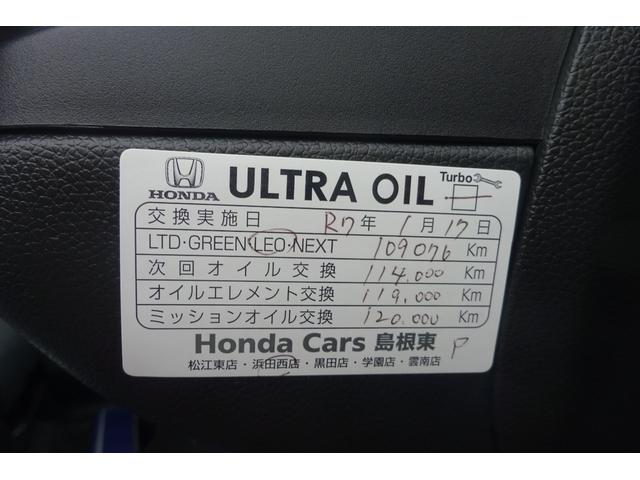 HONDA ULTRA OIL Turbo
交換実施日 R7年 1月 17日
LTD・GREEN・LEO・NEXT 109076 Km
次回オイル交換 114.000 Km
オイルエレメント交換 119,000 Km
ミッションオイル交換 120.000 Km
Honda Cars 島根東 P
松江東店・浜田西店・黒田店・学園店・雲南店